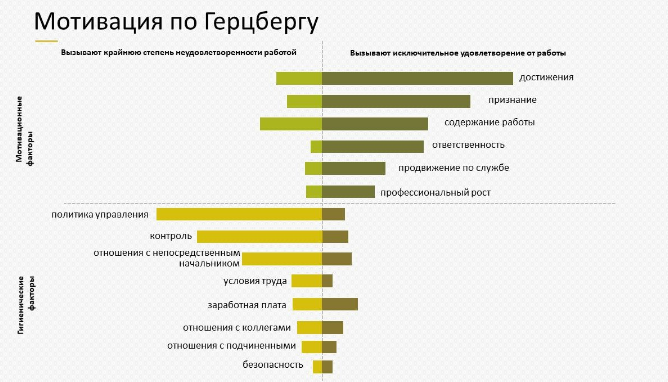 Мотивация по Герцбергу
Вызывают крайнюю степень неудовлетворенности работой
Вызывают исключительное удовлетворение от работы
Мотивационные
факторы
достижения
признание
содержание работы
ответственность
продвижение по службе
профессиональный рост
Гигиенические
факторы
политика управления
контроль
отношения с непосредственным
начальником
условия труда
заработная плата
отношения с коллегами
отношения с подчиненными
безопасность